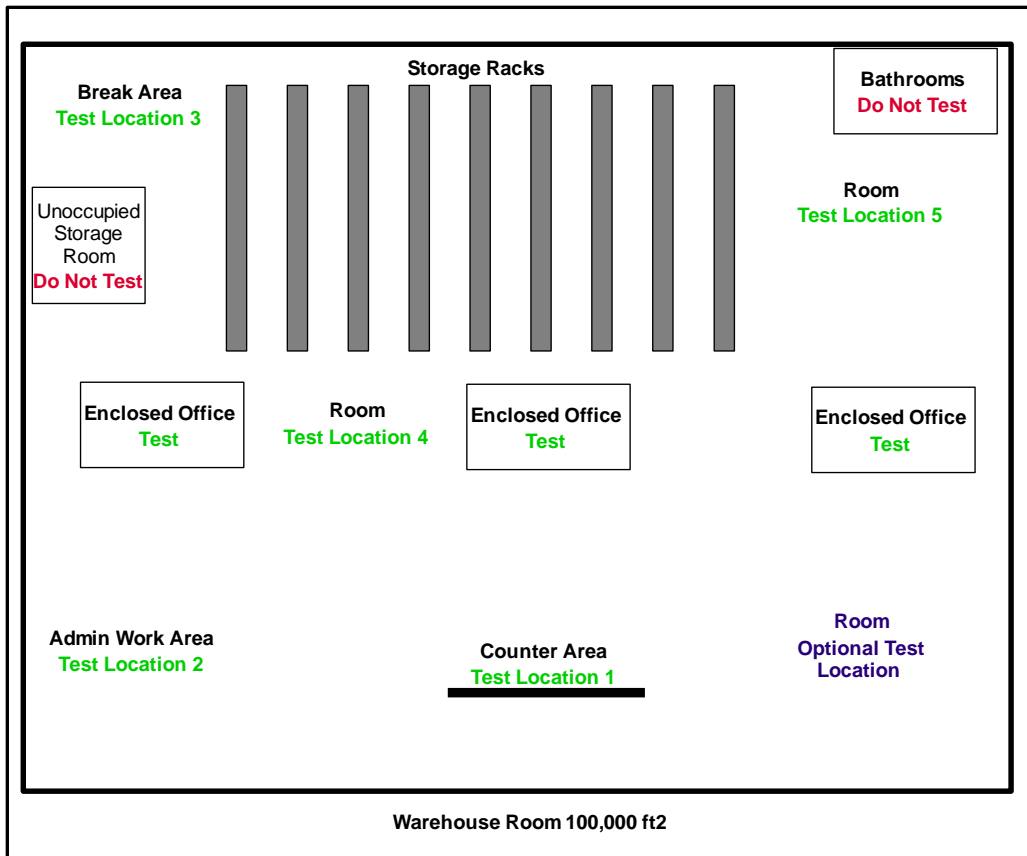 Storage Racks
Break Area
Test Location 3
Bathrooms
Do Not Test
Unoccupied
Storage
Room
Do Not Test
Room
Test Location 5
Enclosed Office
Test
Room
Test Location 4
Enclosed Office
Test
Enclosed Office
Test
Admin Work Area
Test Location 2
Counter Area
Test Location 1
Room
Optional Test
Location
Warehouse Room 100,000 ft2